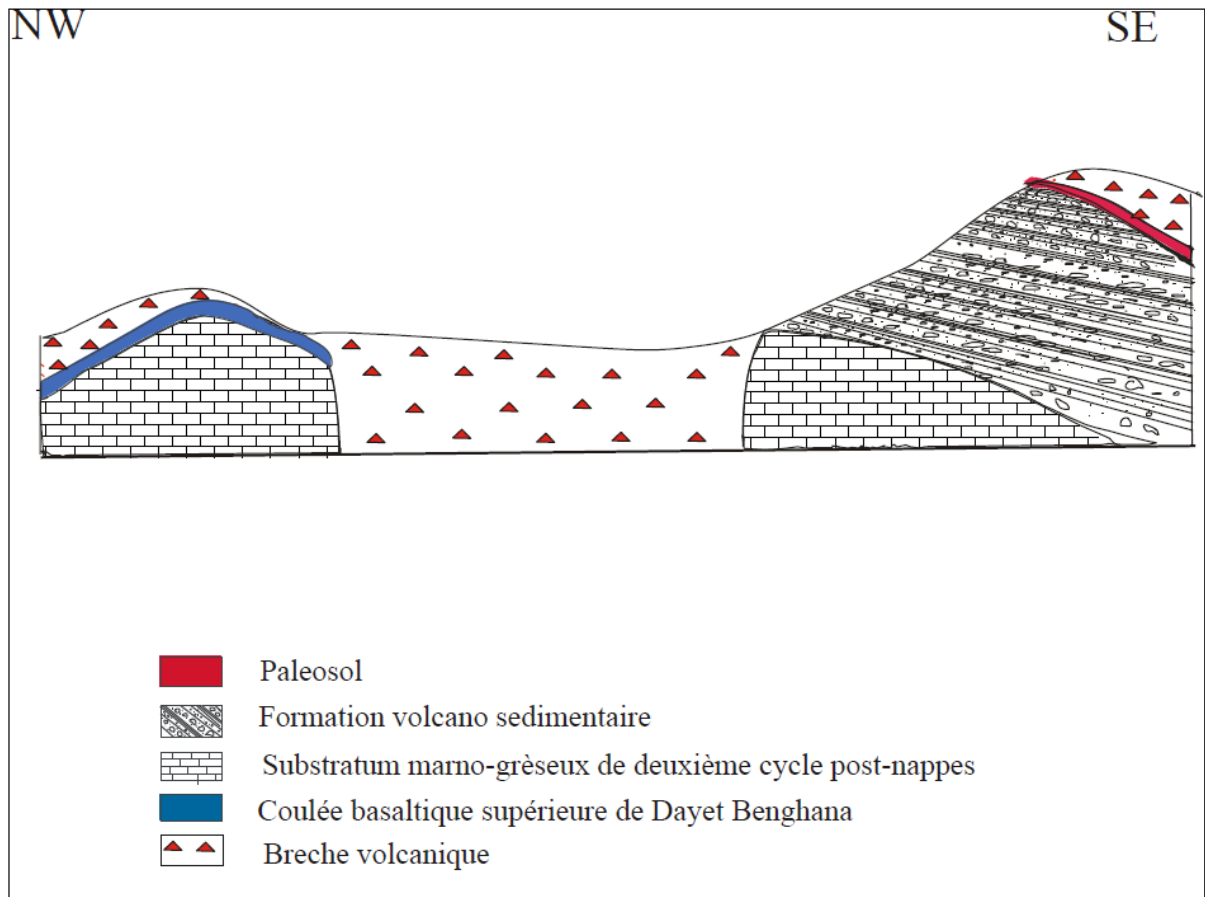 NW
SE
Paleosol
Formation volcano sedimentaire
Substratum marno-grèseux de deuxième cycle post-nappes
Coulée basaltique supérieure de Dayet Benghana
Breche volcanique